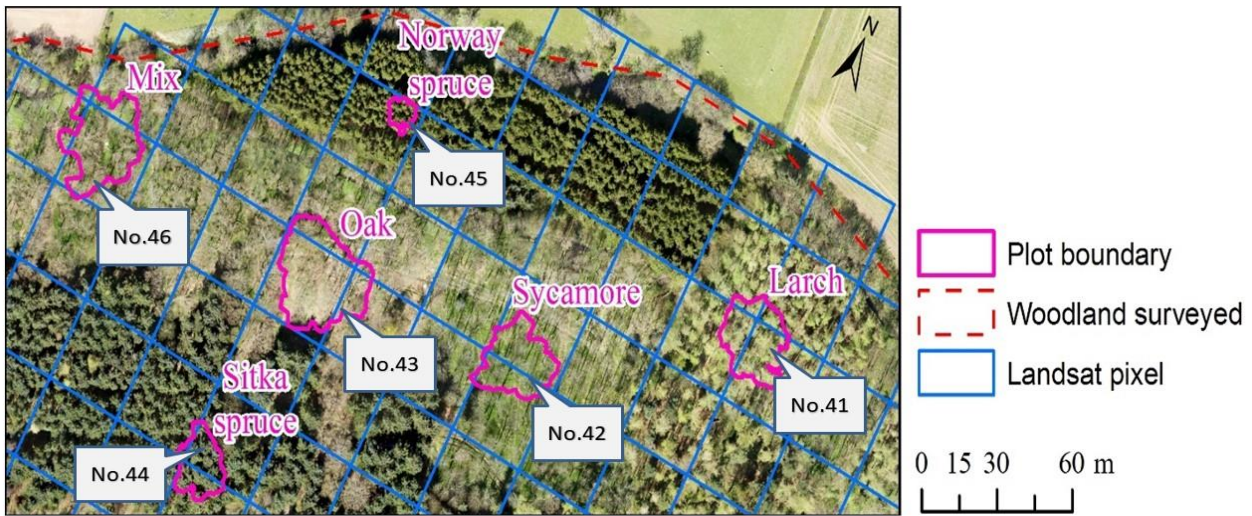 Norway
spruce
N
Mix
No.45
No.46
Oak
Sycamore
Larch
No.43
Sitka
spruce
No.44
No.42
No.41
Plot boundary
Woodland surveyed
Landsat pixel
0 15 30 60 m